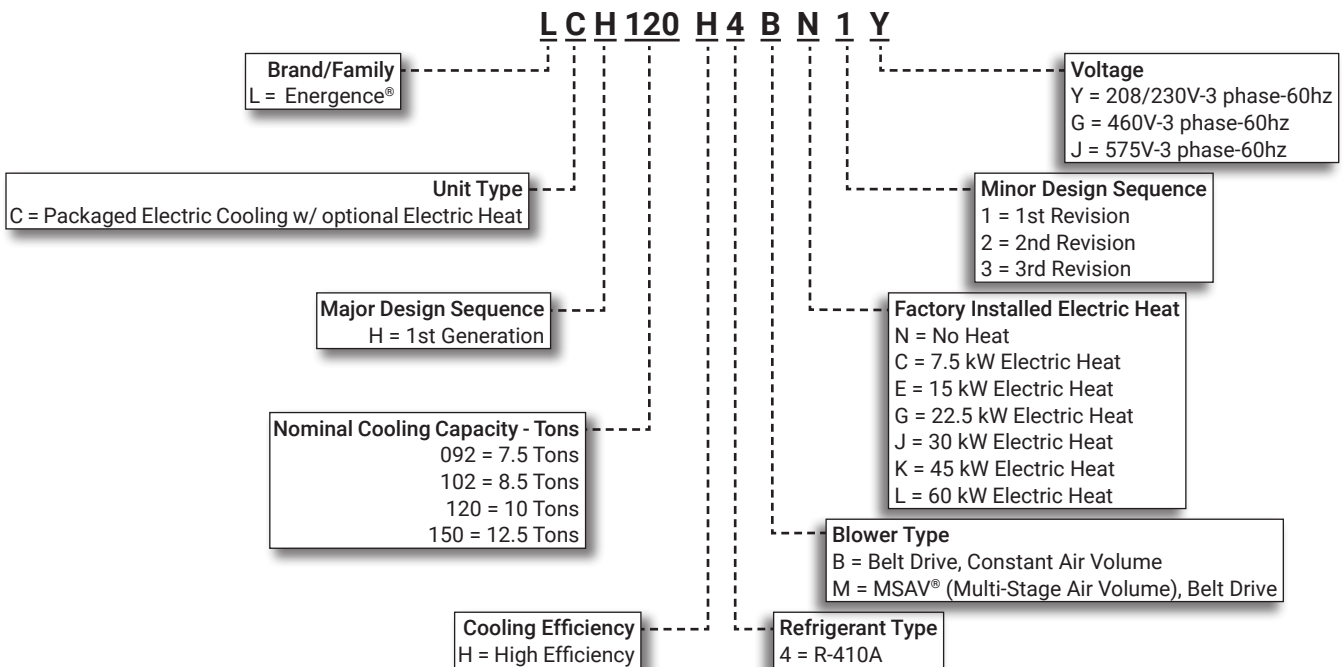 L C H 120 H 4 B N 1 Y
Brand/Family
L = Energence®
Voltage
Y = 208/230V-3 phase-60hz
G = 460V-3 phase-60hz
J = 575V-3 phase-60hz
Unit Type
C = Packaged Electric Cooling w/ optional Electric Heat
Minor Design Sequence
1 = 1st Revision
2 = 2nd Revision
3 = 3rd Revision
Major Design Sequence
H = 1st Generation
Factory Installed Electric Heat
N = No Heat
C = 7.5 kW Electric Heat
E = 15 kW Electric Heat
G = 22.5 kW Electric Heat
J = 30 kW Electric Heat
K = 45 kW Electric Heat
L = 60 kW Electric Heat
Nominal Cooling Capacity - Tons
092 = 7.5 Tons
102 = 8.5 Tons
120 = 10 Tons
150 = 12.5 Tons
Blower Type
B = Belt Drive, Constant Air Volume
M = MSAV® (Multi-Stage Air Volume), Belt Drive
Cooling Efficiency
H = High Efficiency
Refrigerant Type
4 = R-410A